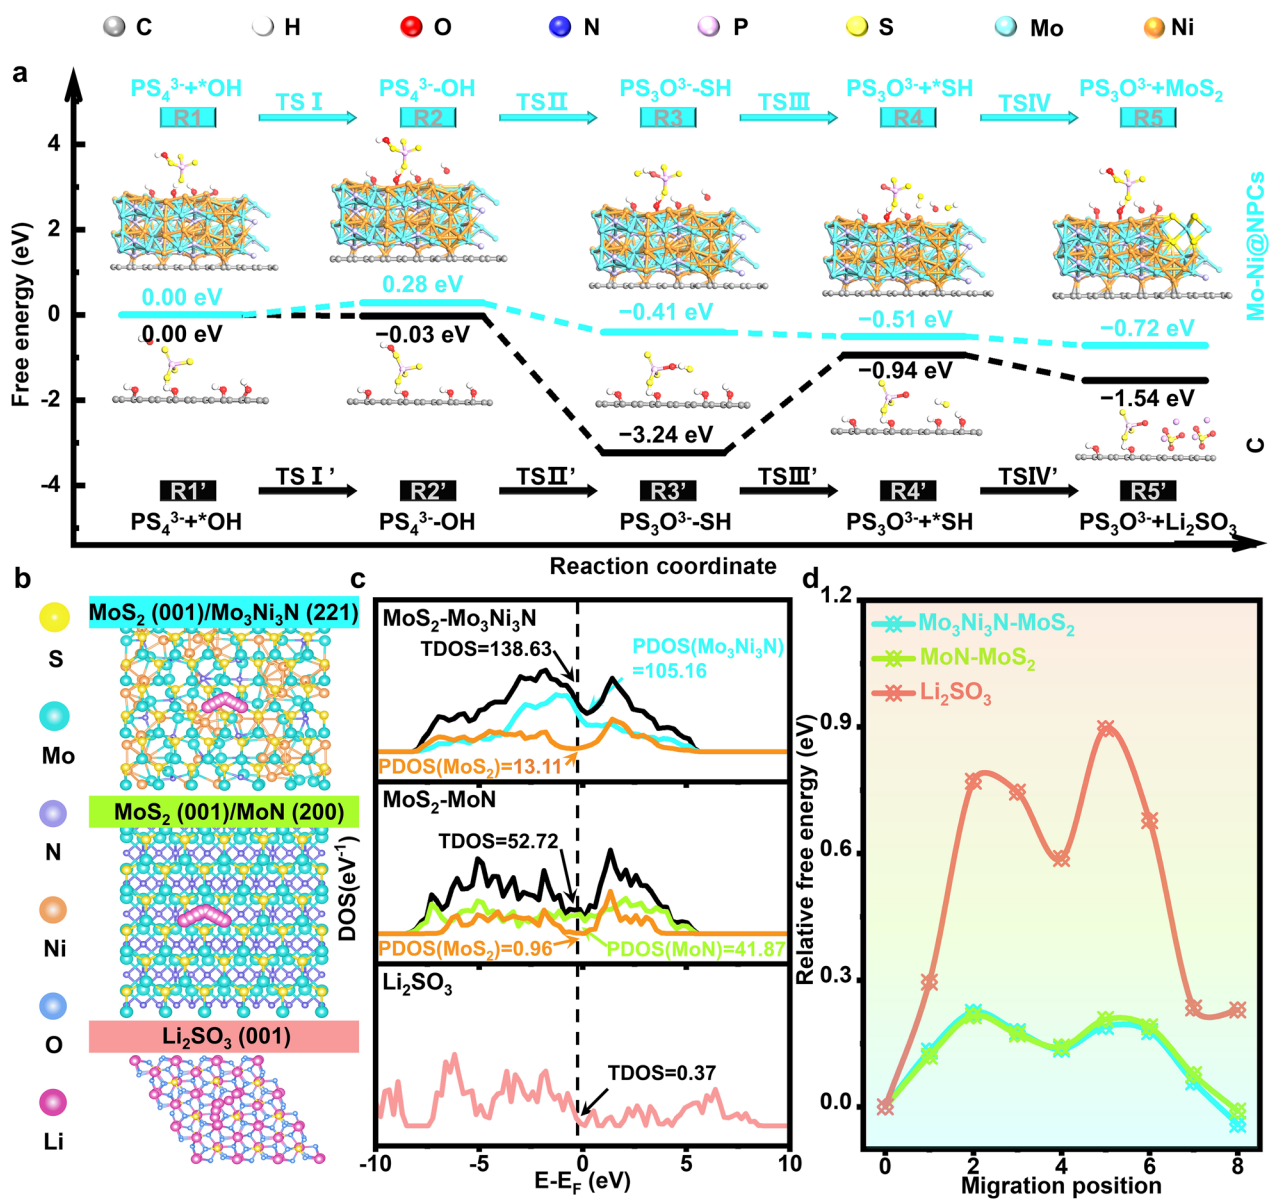 C H O N P S Mo Ni
a
PS₄³⁻+*OH PS₄³⁻-OH PS₃O³⁻-SH PS₃O³⁻+*SH PS₃O³⁻+MoS₂
TSⅠ TSⅡ TSⅢ TSⅣ
R1 R2 R3 R4 R5
Mo-Ni@NPCs
Free energy (eV)
4
2
0
-2
-4
0.00 eV 0.28 eV −0.41 eV −0.51 eV −0.72 eV
0.00 eV −0.03 eV −3.24 eV −0.94 eV −1.54 eV
C
TSⅠ' TSⅡ' TSⅢ' TSⅣ'
R1' R2' R3' R4' R5'
PS₄³⁻+*OH PS₄³⁻-OH PS₃O³⁻-SH PS₃O³⁻+*SH PS₃O³⁻+Li₂SO₃
Reaction coordinate
b
S
Mo
N
Ni
O
Li
MoS₂ (001)/Mo₃Ni₃N (221)
MoS₂ (001)/MoN (200)
Li₂SO₃ (001)
c
DOS(eV⁻¹)
MoS₂-Mo₃Ni₃N
TDOS=138.63
PDOS(Mo₃Ni₃N)
=105.16
PDOS(MoS₂)=13.11
MoS₂-MoN
TDOS=52.72
PDOS(MoS₂)=0.96 PDOS(MoN)=41.87
Li₂SO₃
TDOS=0.37
-10 -5 0 5 10
E-E_F (eV)
d
Relative free energy (eV)
1.2
0.9
0.6
0.3
0.0
Mo₃Ni₃N-MoS₂
MoN-MoS₂
Li₂SO₃
0 2 4 6 8
Migration position